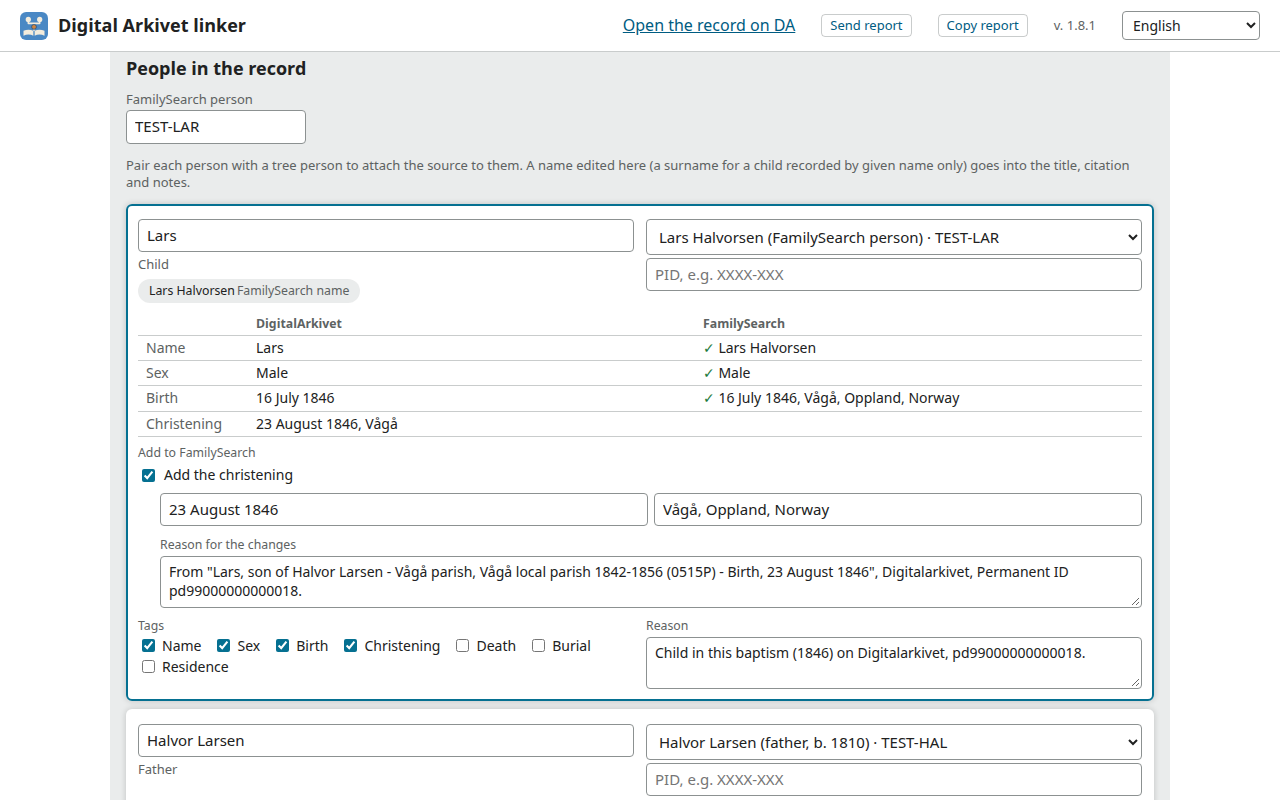 Digital Arkivet linker
Open the record on DA
Send report
Copy report
v. 1.8.1
English
People in the record
FamilySearch person
TEST-LAR
Pair each person with a tree person to attach the source to them. A name edited here (a surname for a child recorded by given name only) goes into the title, citation
and notes.
Lars
Lars Halvorsen (FamilySearch person) · TEST-LAR
Child
PID, e.g. XXXX-XXX
Lars Halvorsen FamilySearch name
DigitalArkivet FamilySearch
Name Lars ✓ Lars Halvorsen
Sex Male ✓ Male
Birth 16 July 1846 ✓ 16 July 1846, Vågå, Oppland, Norway
Christening 23 August 1846, Vågå
Add to FamilySearch
Add the christening
23 August 1846
Vågå, Oppland, Norway
Reason for the changes
From "Lars, son of Halvor Larsen - Vågå parish, Vågå local parish 1842-1856 (0515P) - Birth, 23 August 1846", Digitalarkivet, Permanent ID
pd99000000000018.
Tags
Name Sex Birth Christening Death Burial
Residence
Reason
Child in this baptism (1846) on Digitalarkivet, pd99000000000018.
Halvor Larsen
Halvor Larsen (father, b. 1810) · TEST-HAL
Father
PID, e.g. XXXX-XXX